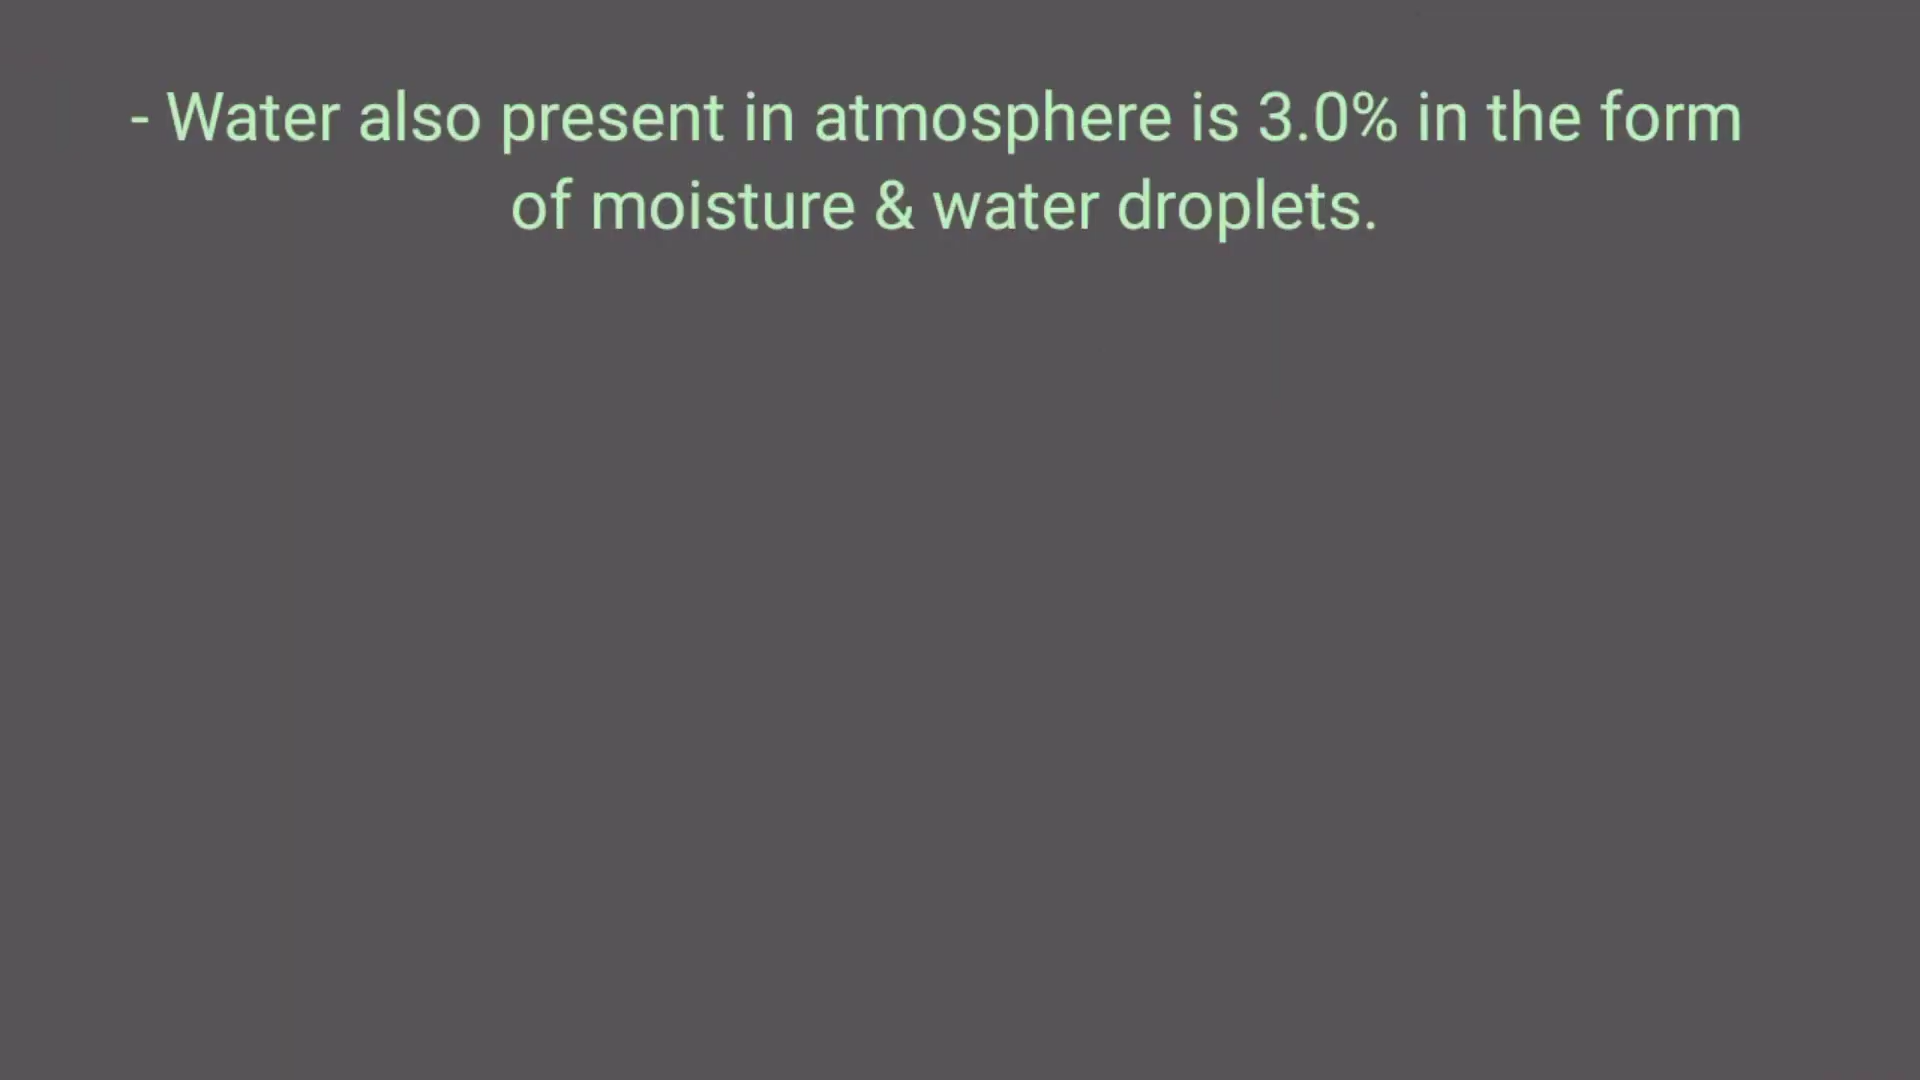 - Water also present in atmosphere is 3.0% in the form
of moisture & water droplets.